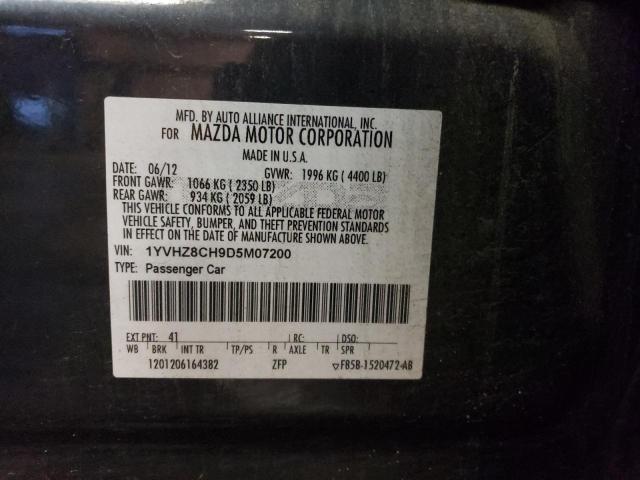 MFD. BY AUTO ALLIANCE INTERNATIONAL, INC.
FOR MAZDA MOTOR CORPORATION
MADE IN U.S.A.
DATE: 06/12 GVWR: 1996 KG ( 4400 LB)
FRONT GAWR: 1066 KG ( 2350 LB)
REAR GAWR: 934 KG ( 2059 LB)
THIS VEHICLE CONFORMS TO ALL APPLICABLE FEDERAL MOTOR
VEHICLE SAFETY, BUMPER, AND THEFT PREVENTION STANDARDS
IN EFFECT ON THE DATE OF MANUFACTURE SHOWN ABOVE.
VIN: 1YVHZ8CH9D5M07200
TYPE: Passenger Car
EXT PNT: 41 RC: DSO:
WB BRK INT TR TP/PS R AXLE TR SPR
1201206164382 ZFP ▽FB5B-1520472-AB